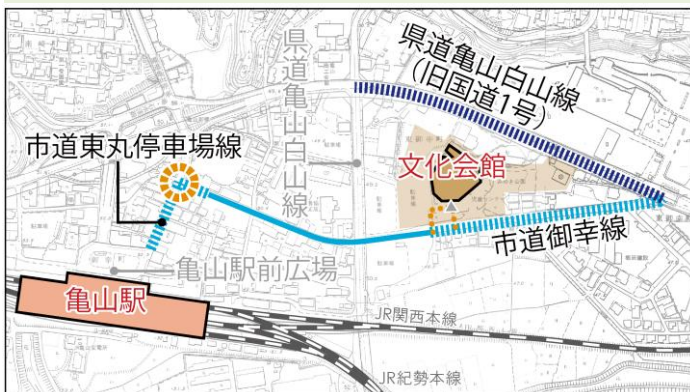 県道亀山白山線
(旧国道1号)
県道亀山白山線
市道東丸停車場線
文化会館
市道御幸線
亀山駅前広場
亀山駅
JR関西本線
JR紀勢本線